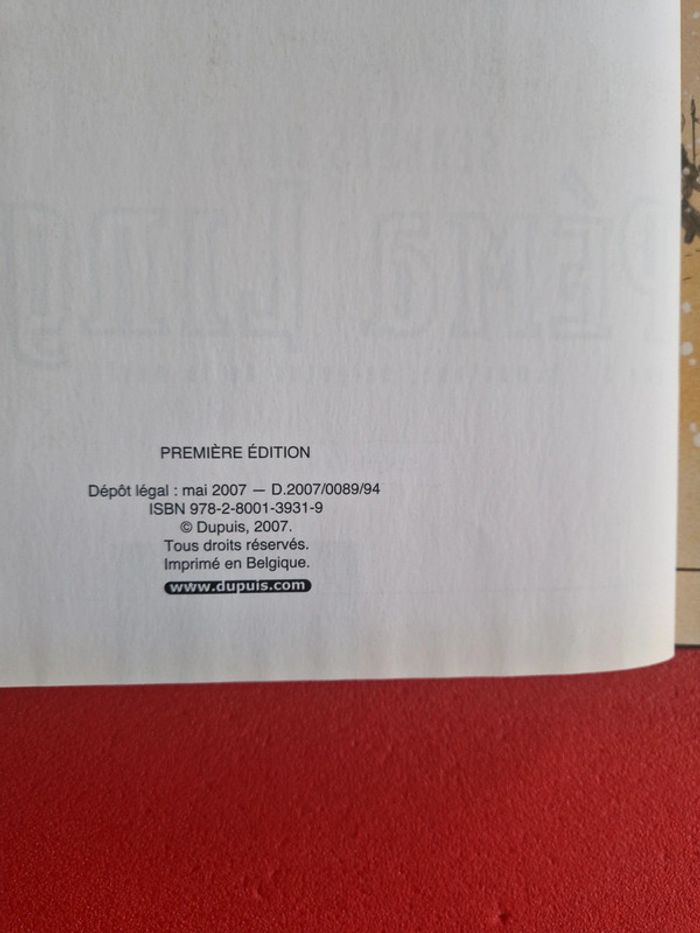 PREMIÈRE ÉDITION
Dépôt légal : mai 2007 — D.2007/0089/94
ISBN 978-2-8001-3931-9
© Dupuis, 2007.
Tous droits réservés.
Imprimé en Belgique.
www.dupuis.com